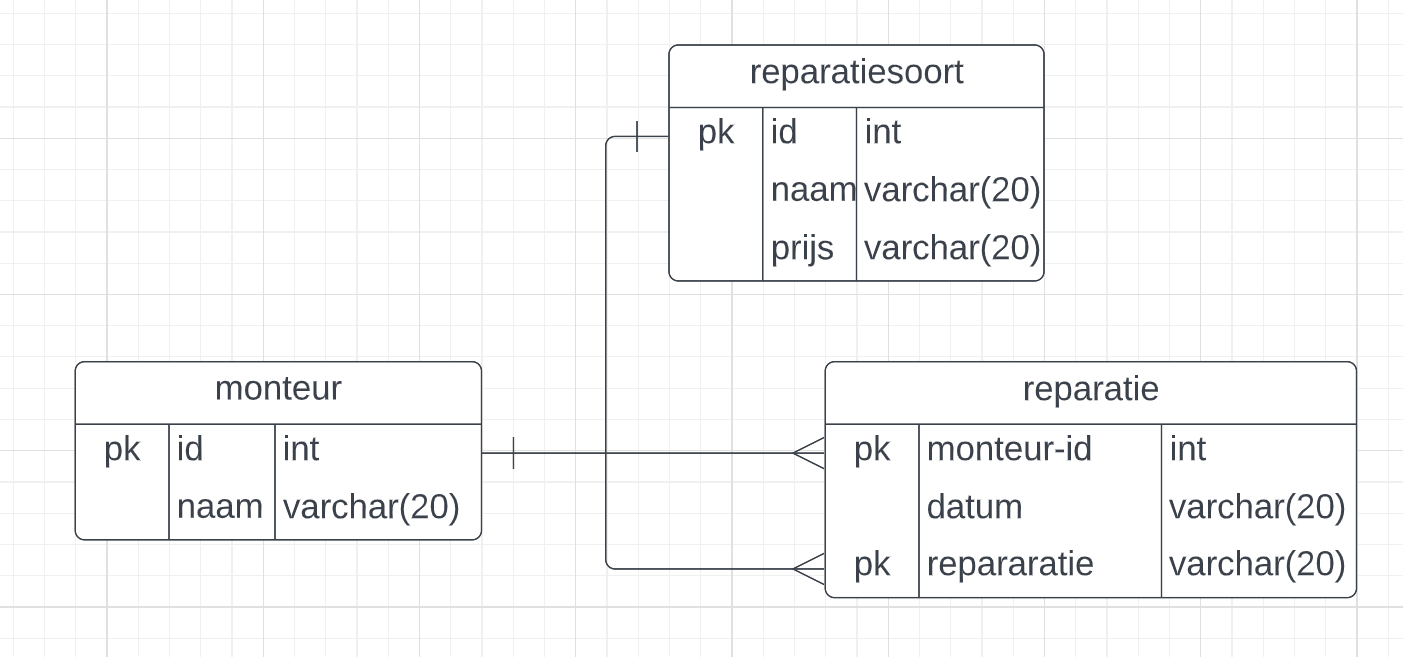 reparatiesoort
pk id int
naam varchar(20)
prijs varchar(20)
monteur
pk id int
naam varchar(20)
reparatie
pk monteur-id int
datum varchar(20)
pk repararatie varchar(20)